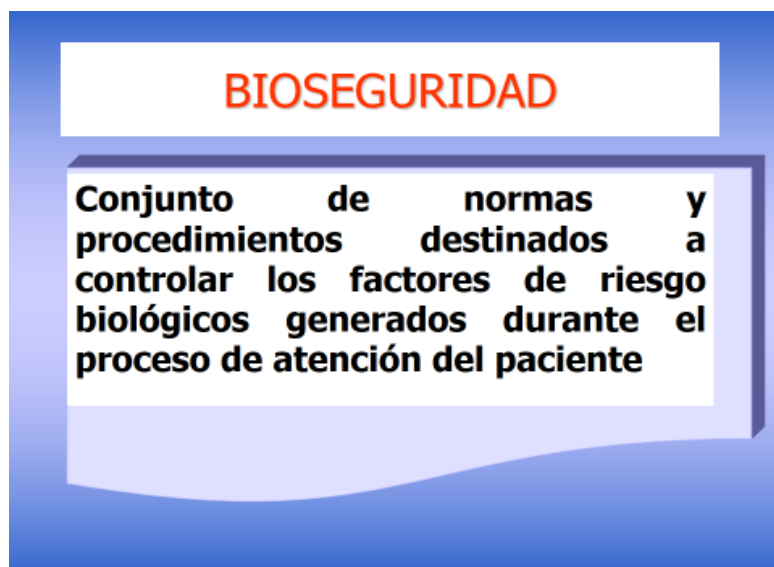 BIOSEGURIDAD
Conjunto de normas y
procedimientos destinados a
controlar los factores de riesgo
biológicos generados durante el
proceso de atención del paciente